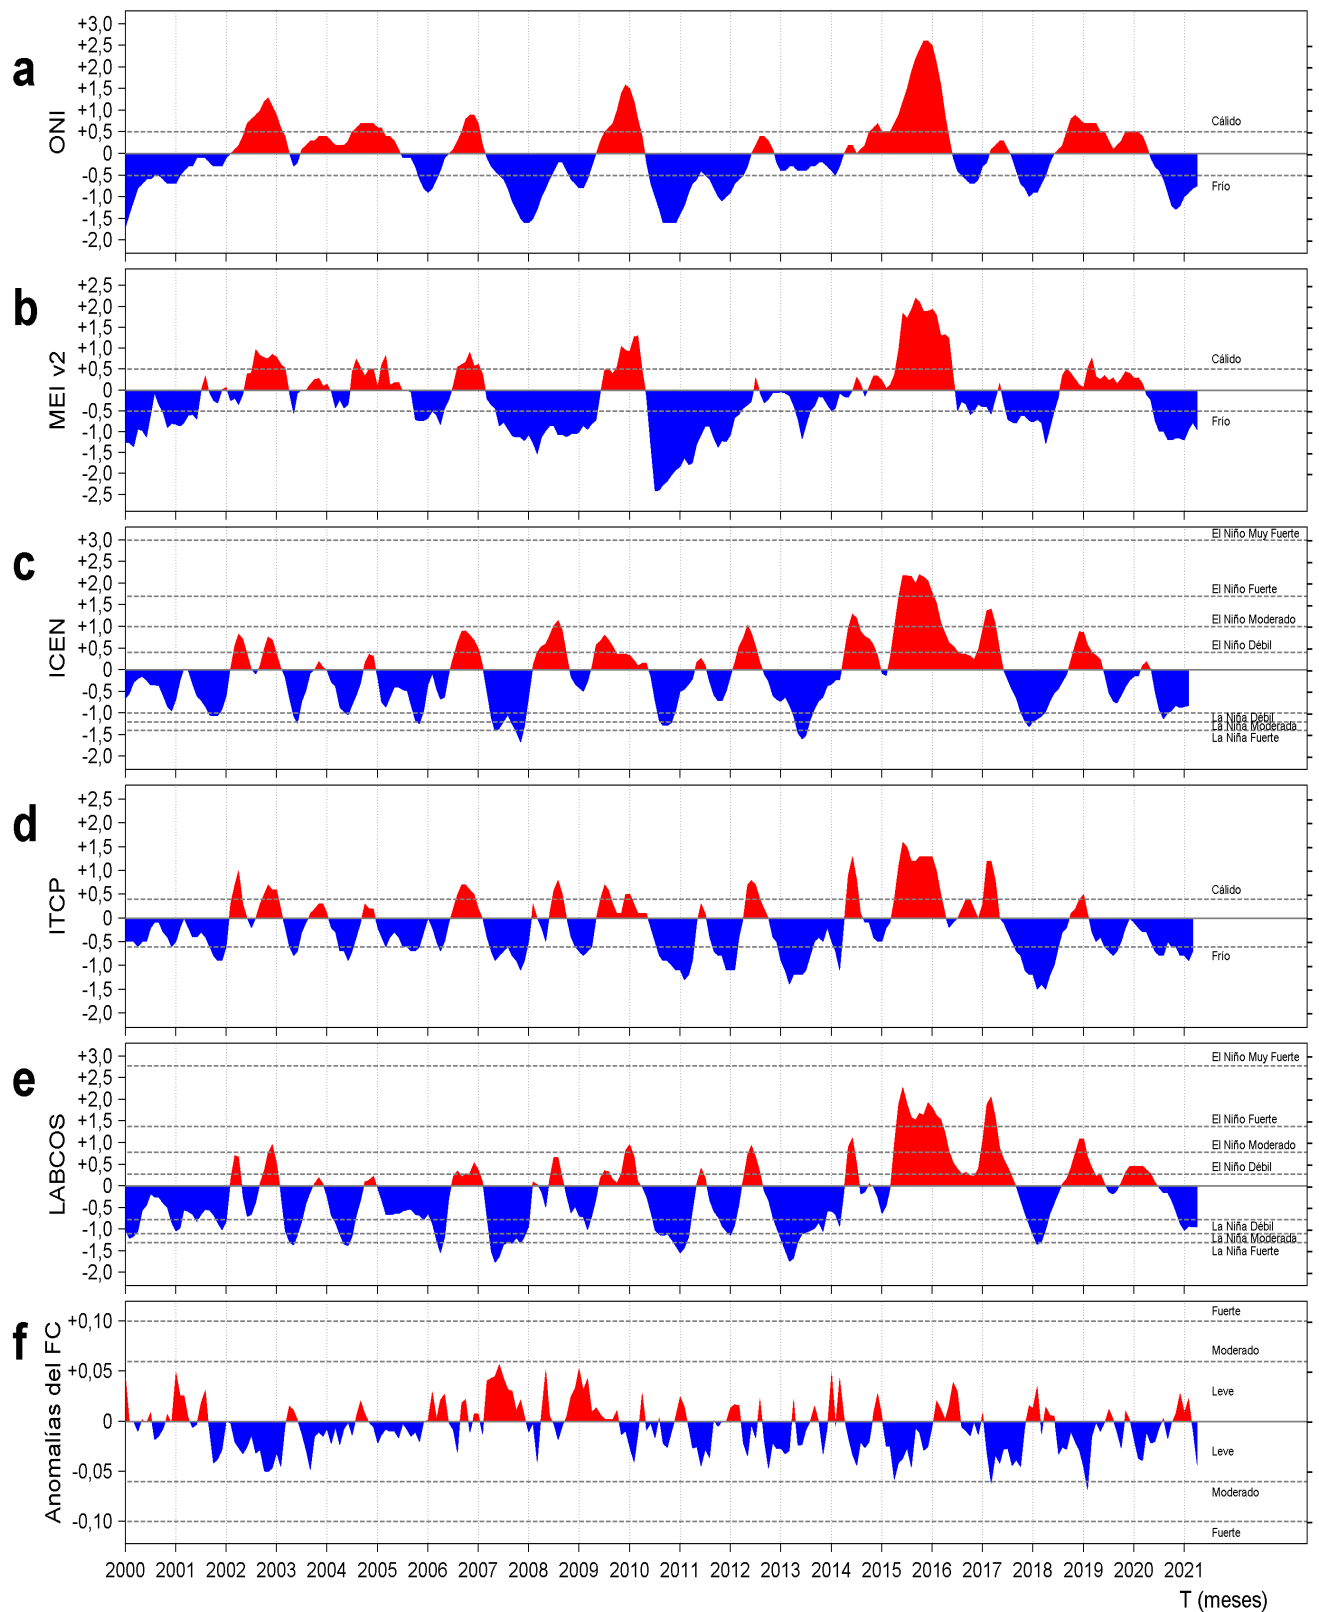 a
ONI
+3,0
+2,5
+2,0
+1,5
+1,0
+0,5
0
-0,5
-1,0
-1,5
-2,0
Cálido
Frío
b
MEI v2
+2,5
+2,0
+1,5
+1,0
+0,5
0
-0,5
-1,0
-1,5
-2,0
-2,5
Cálido
Frío
c
ICEN
+3,0
+2,5
+2,0
+1,5
+1,0
+0,5
0
-0,5
-1,0
-1,5
-2,0
El Niño Muy Fuerte
El Niño Fuerte
El Niño Moderado
El Niño Débil
La Niña Débil
La Niña Moderada
La Niña Fuerte
d
ITCP
+2,5
+2,0
+1,5
+1,0
+0,5
0
-0,5
-1,0
-1,5
-2,0
Cálido
Frío
e
LABCOS
+3,0
+2,5
+2,0
+1,5
+1,0
+0,5
0
-0,5
-1,0
-1,5
-2,0
El Niño Muy Fuerte
El Niño Fuerte
El Niño Moderado
El Niño Débil
La Niña Débil
La Niña Moderada
La Niña Fuerte
f
Anomalías del FC
+0,10
+0,05
0
-0,05
-0,10
Fuerte
Moderado
Leve
Leve
Moderado
Fuerte
2000 2001 2002 2003 2004 2005 2006 2007 2008 2009 2010 2011 2012 2013 2014 2015 2016 2017 2018 2019 2020 2021
T (meses)